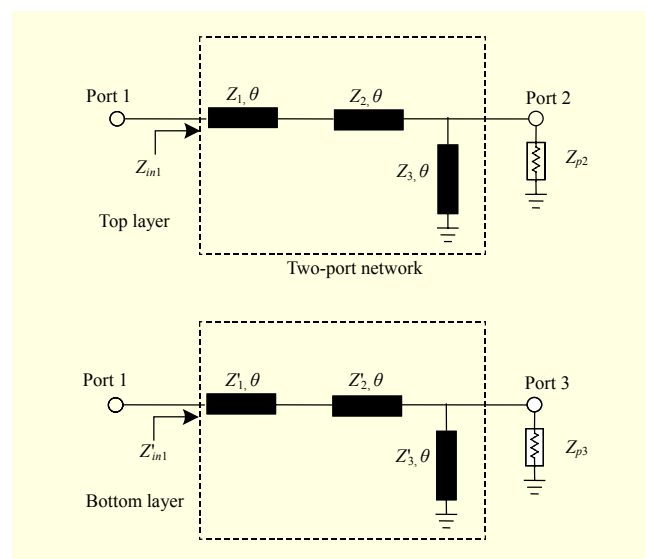 Port 1
Z1, θ
Z2, θ
Port 2
Zin1
Z3, θ
Zp2
Top layer
Two-port network
Port 1
Z'1, θ
Z'2, θ
Port 3
Z'in1
Z'3, θ
Zp3
Bottom layer